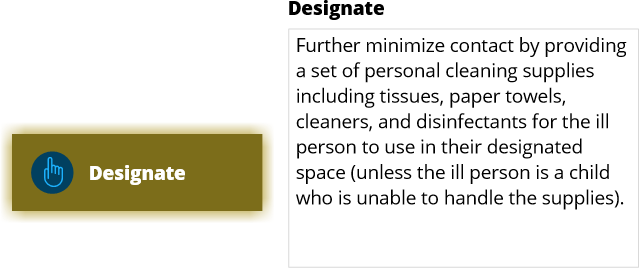 Designate
Further minimize contact by providing
a set of personal cleaning supplies
including tissues, paper towels,
cleaners, and disinfectants for the ill
person to use in their designated
space (unless the ill person is a child
who is unable to handle the supplies).
Designate